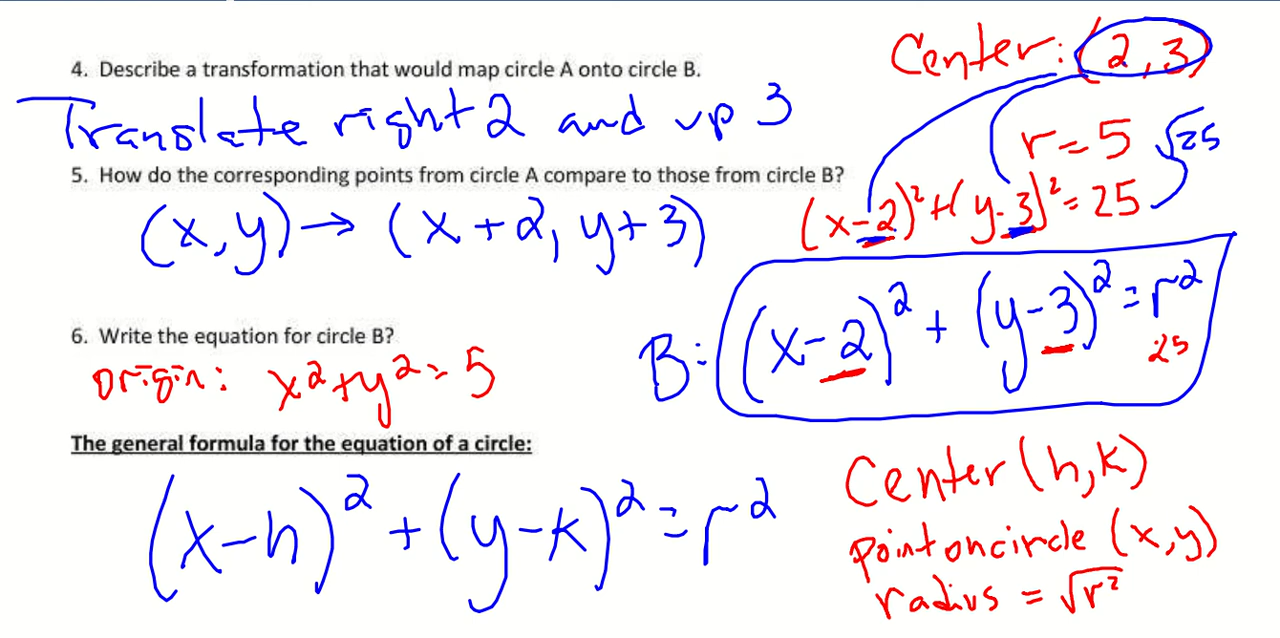 4. Describe a transformation that would map circle A onto circle B.
Translate right 2 and up 3
5. How do the corresponding points from circle A compare to those from circle B?
(x,y) → (x+2, y+3)
6. Write the equation for circle B?
Origin: x²+y²=5
Center: (2,3)
r=5 √25
(x-2)²+(y-3)²=25
B: (x-2)² + (y-3)² = r²
25
The general formula for the equation of a circle:
(x-h)² + (y-k)² = r²
Center (h,k)
point on circle (x,y)
radius = √r²